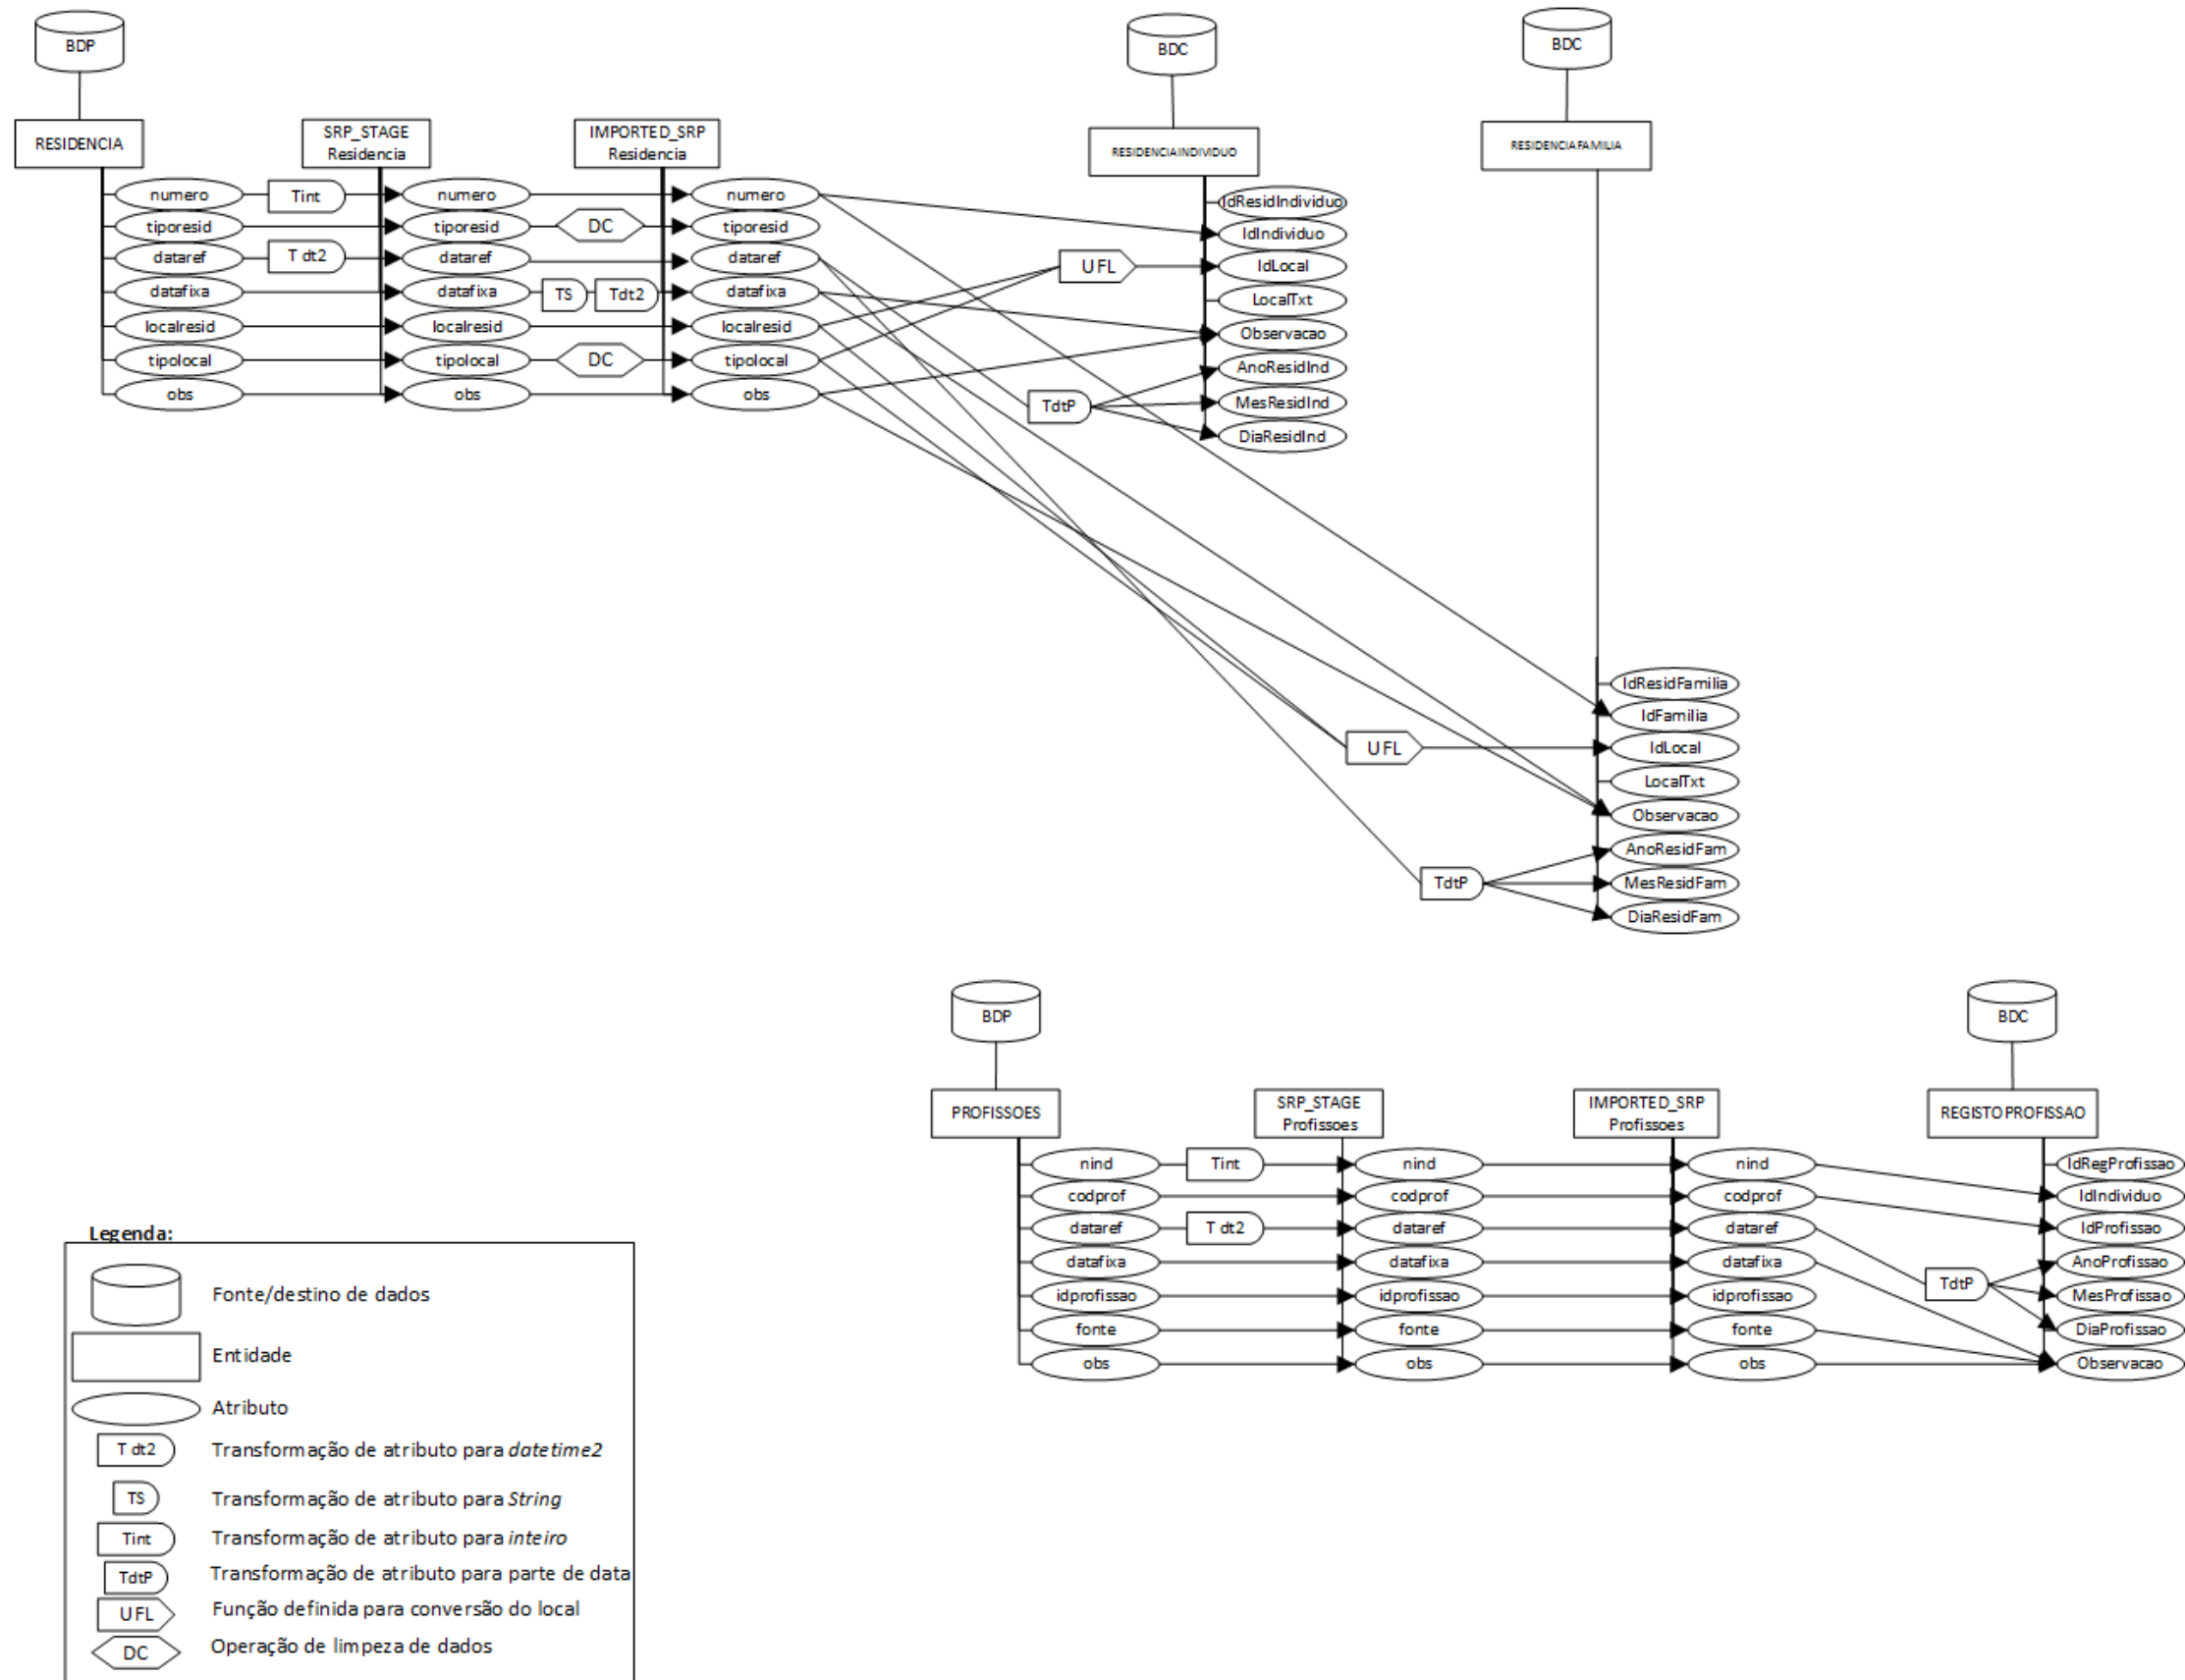 BDP
BDC
BDC
RESIDENCIA
SRP_STAGE
Residencia
IMPORTED_SRP
Residencia
RESIDENCIAINDIVIDUO
RESIDENCIAFAMILIA
numero
Tint
numero
numero
IdResidIndividuo
tiporesid
tiporesid
DC
tiporesid
IdIndividuo
dataref
T dt2
dataref
dataref
UFL
IdLocal
datafixa
datafixa
TS
Tdt2
datafixa
LocalTxt
localresid
localresid
localresid
Observacao
tipolocal
tipolocal
DC
tipolocal
AnoResidInd
obs
obs
obs
TdtP
MesResidInd
DiaResidInd
IdResidFamilia
IdFamilia
UFL
IdLocal
LocalTxt
Observacao
AnoResidFam
TdtP
MesResidFam
DiaResidFam
BDP
BDC
PROFISSOES
SRP_STAGE
Profissoes
IMPORTED_SRP
Profissoes
REGISTOPROFISSAO
nind
Tint
nind
nind
IdRegProfissao
codprof
codprof
codprof
IdIndividuo
dataref
T dt2
dataref
dataref
IdProfissao
datafixa
datafixa
datafixa
AnoProfissao
idprofissao
idprofissao
idprofissao
TdtP
MesProfissao
fonte
fonte
fonte
DiaProfissao
obs
obs
obs
Observacao
Legenda:
Fonte/destino de dados
Entidade
Atributo
T dt2
Transformação de atributo para datetime2
TS
Transformação de atributo para String
Tint
Transformação de atributo para inteiro
TdtP
Transformação de atributo para parte de data
UFL
Função definida para conversão do local
DC
Operação de limpeza de dados